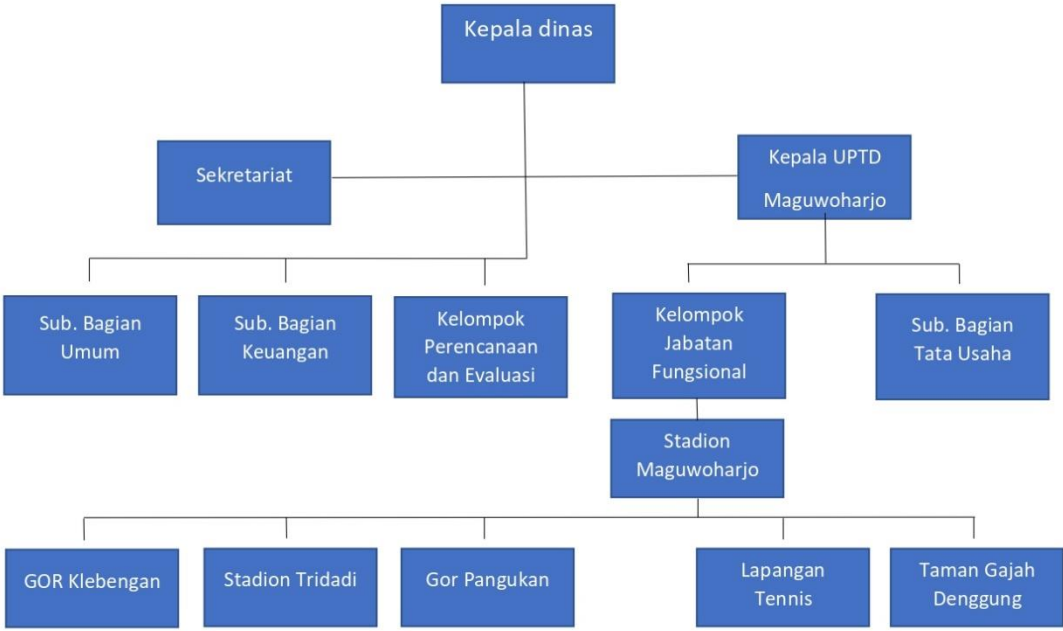 Kepala dinas
Sekretariat
Kepala UPTD
Maguwoharjo
Sub. Bagian
Umum
Sub. Bagian
Keuangan
Kelompok
Perencanaan
dan Evaluasi
Kelompok
Jabatan
Fungsional
Sub. Bagian
Tata Usaha
Stadion
Maguwoharjo
GOR Klebengan
Stadion Tridadi
Gor Pangukan
Lapangan
Tennis
Taman Gajah
Denggung